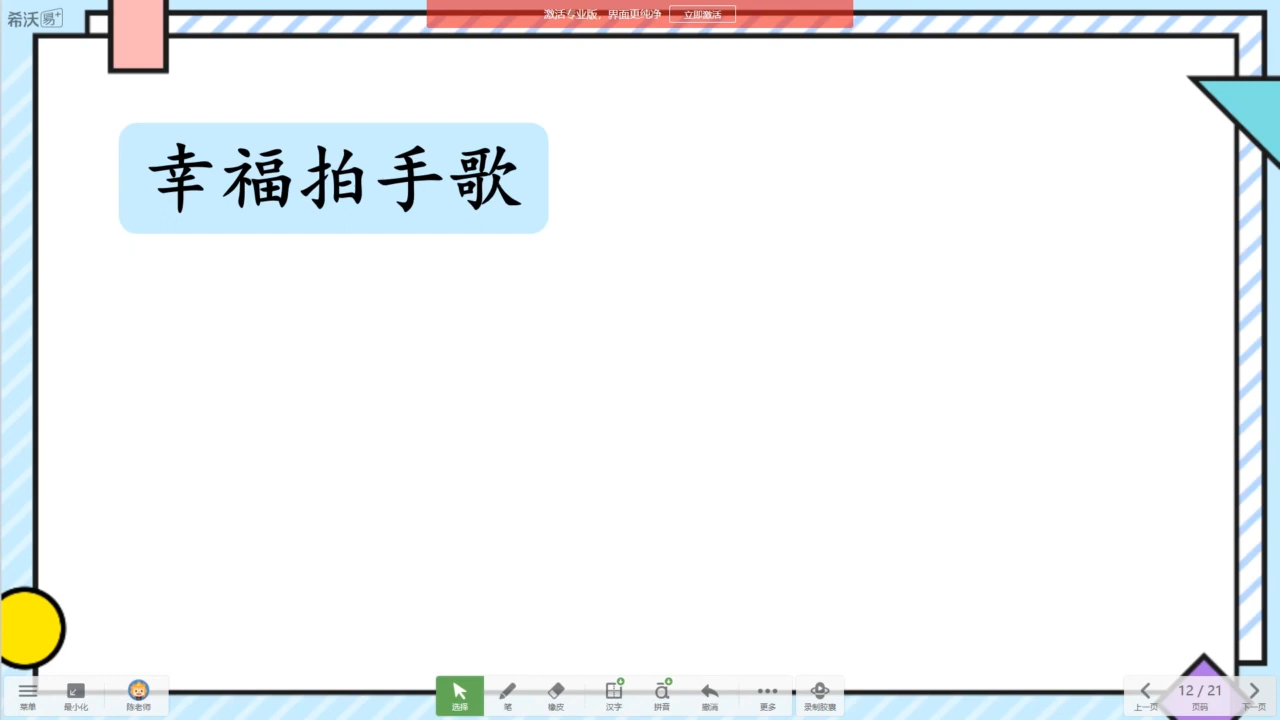 希沃易+
激活专业版，界面更纯净 立即激活
幸福拍手歌
菜单 最小化 陈老师 选择 笔 橡皮 汉字 拼音 撤消 更多 录制胶囊 上一页 12 / 21 页码 下一页